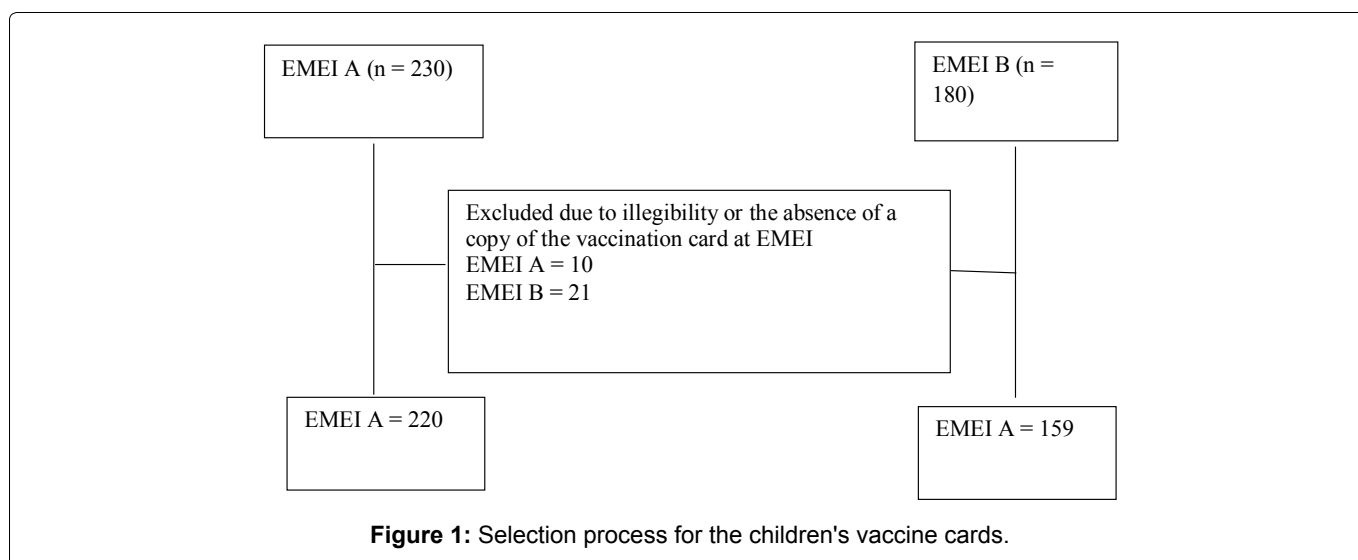 EMEI A (n = 230)
EMEI B (n =
180)
Excluded due to illegibility or the absence of a
copy of the vaccination card at EMEI
EMEI A = 10
EMEI B = 21
EMEI A = 220
EMEI A = 159
Figure 1: Selection process for the children's vaccine cards.